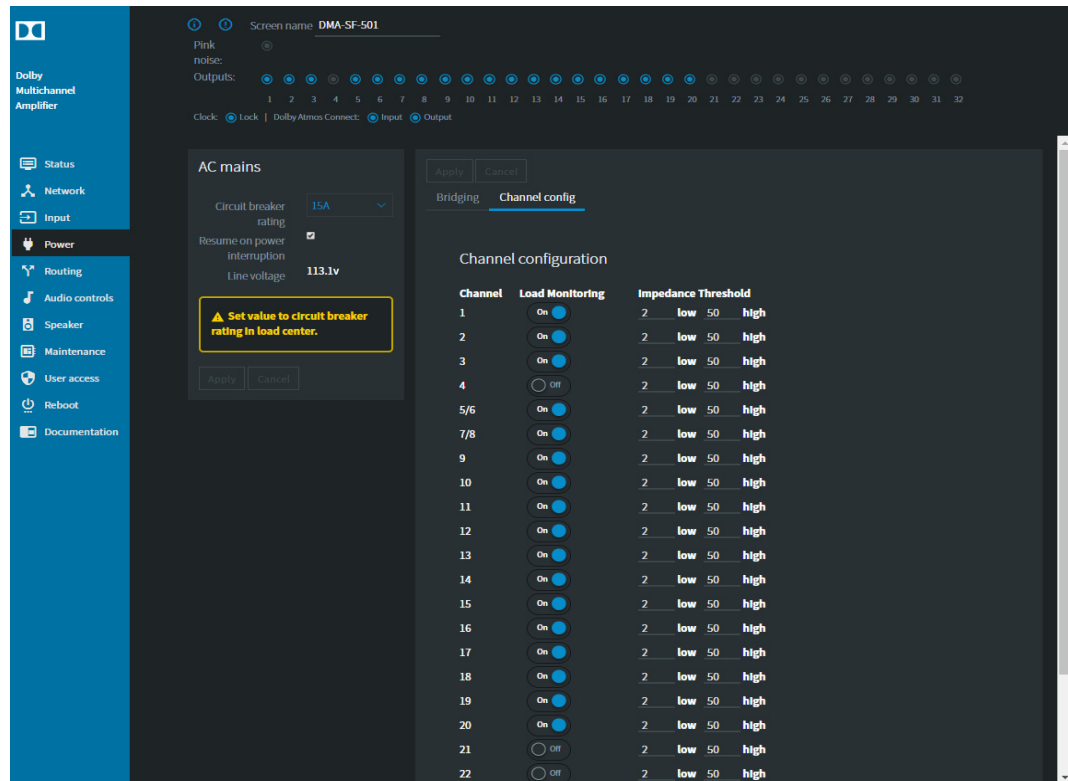 Screen name DMA-SF-501
Pink
noise:
Outputs:
1 2 3 4 5 6 7 8 9 10 11 12 13 14 15 16 17 18 19 20 21 22 23 24 25 26 27 28 29 30 31 32
Clock: Lock | Dolby Atmos Connect: Input Output
Dolby
Multichannel
Amplifier
Status
Network
Input
Power
Routing
Audio controls
Speaker
Maintenance
User access
Reboot
Documentation
AC mains
Circuit breaker
rating
15A
Resume on power
interruption
Line voltage 113.1v
Set value to circuit breaker
rating in load center.
Apply Cancel
Apply Cancel
Bridging Channel config
Channel configuration
Channel Load Monitoring Impedance Threshold
1 On 2 low 50 high
2 On 2 low 50 high
3 On 2 low 50 high
4 Off 2 low 50 high
5/6 On 2 low 50 high
7/8 On 2 low 50 high
9 On 2 low 50 high
10 On 2 low 50 high
11 On 2 low 50 high
12 On 2 low 50 high
13 On 2 low 50 high
14 On 2 low 50 high
15 On 2 low 50 high
16 On 2 low 50 high
17 On 2 low 50 high
18 On 2 low 50 high
19 On 2 low 50 high
20 On 2 low 50 high
21 Off 2 low 50 high
22 Off 2 low 50 high